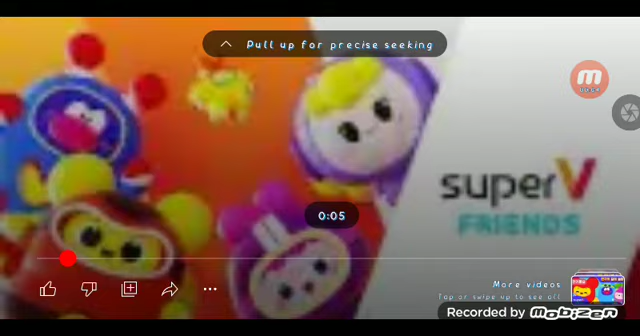 Pull up for precise seeking
super V
FRIENDS
0:05
More videos
Tap or swipe up to see all
Recorded by MOBIZEN